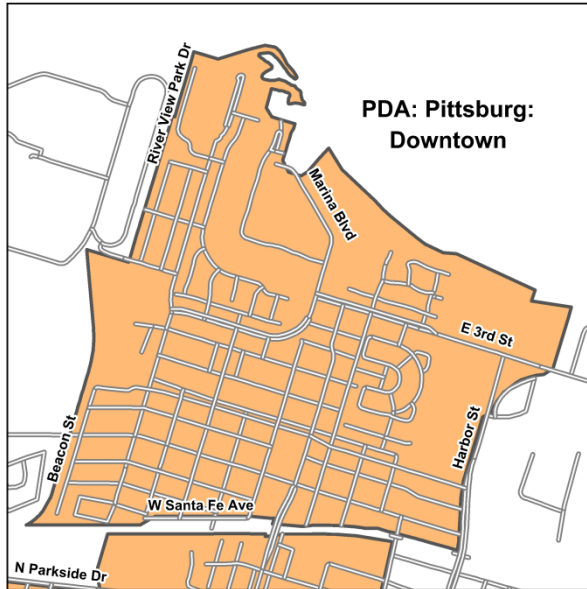 PDA: Pittsburg:
Downtown
River View Park Dr
Marina Blvd
E 3rd St
Beacon St
Harbor St
W Santa Fe Ave
N Parkside Dr